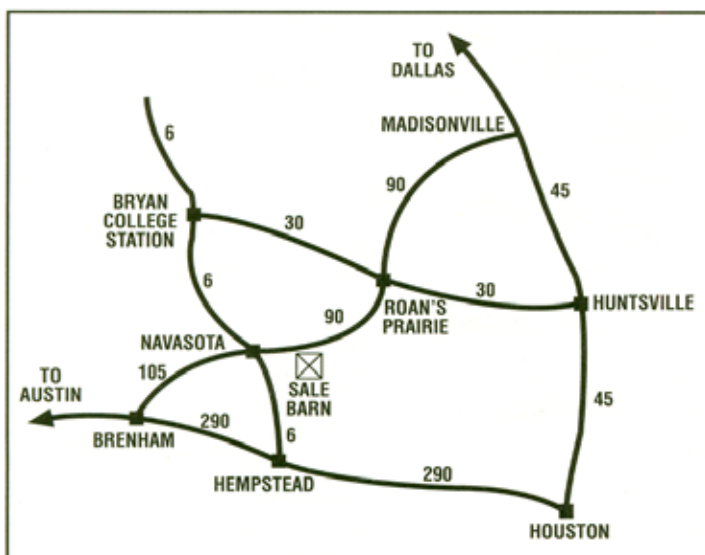 TO
DALLAS
MADISONVILLE
6
90
45
BRYAN
COLLEGE
STATION
30
6
90
ROAN'S
PRAIRIE
30
HUNTSVILLE
NAVASOTA
105
TO
AUSTIN
SALE
BARN
45
BRENHAM
290
6
HEMPSTEAD
290
HOUSTON